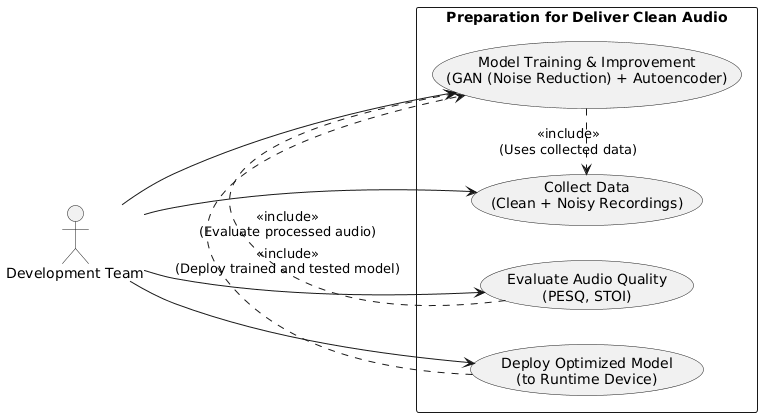 Preparation for Deliver Clean Audio
Model Training & Improvement
(GAN (Noise Reduction) + Autoencoder)
«include»
(Uses collected data)
Collect Data
(Clean + Noisy Recordings)
«include»
(Evaluate processed audio)
«include»
(Deploy trained and tested model)
Development Team
Evaluate Audio Quality
(PESQ, STOI)
Deploy Optimized Model
(to Runtime Device)